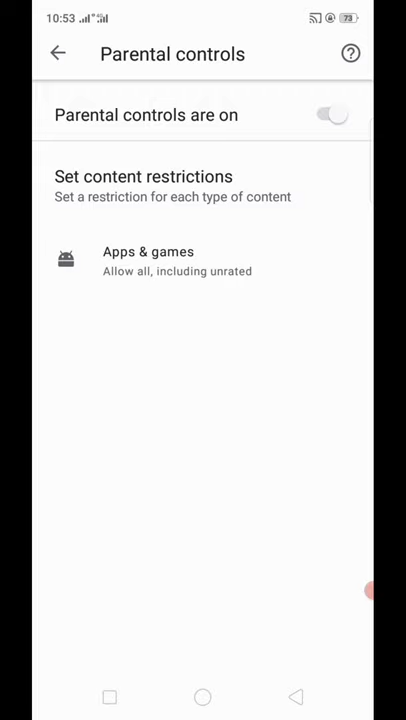 10:53 73
Parental controls
Parental controls are on
Set content restrictions
Set a restriction for each type of content
Apps & games
Allow all, including unrated